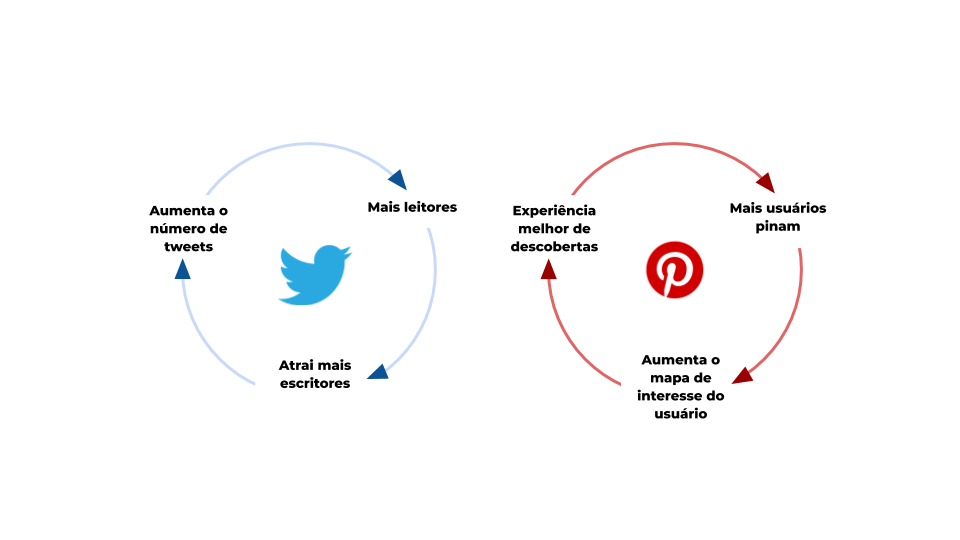 Aumenta o
número de
tweets
Mais leitores
Atrai mais
escritores
Experiência
melhor de
descobertas
Mais usuários
pinam
Aumenta o
mapa de
interesse do
usuário